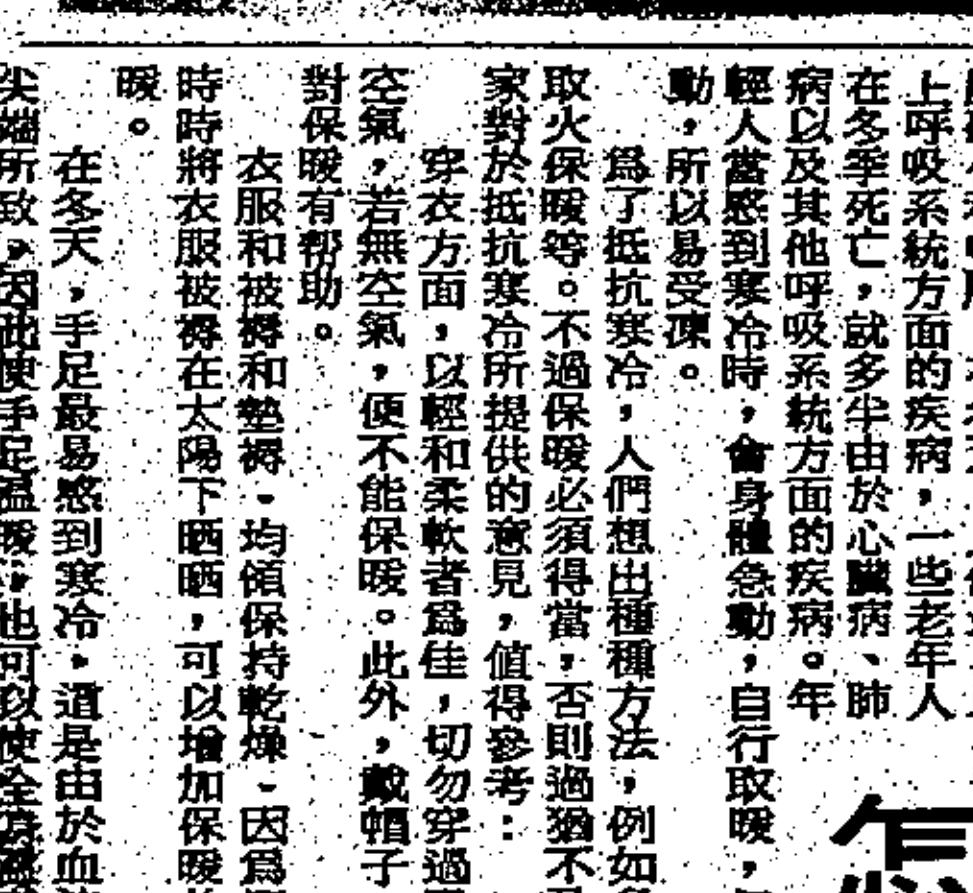 上呼吸系統方面的疾病，一些老年人
在冬季死亡，就多半由於心臟病、肺
病以及其他呼吸系統方面的疾病。年
輕人當感到寒冷時，會身體急動，自行取暖，
動，所以易受凍。
爲了抵抗寒冷，人們想出種種方法，例如
取火保暖等。不過保暖必須得當，否則過猶不
家對於抵抗寒冷所提供的意見，值得參考：
穿衣方面，以輕和柔軟者爲佳，切勿穿過
空氣，若無空氣，便不能保暖。此外，戴帽子
對保暖有帮助。
衣服和被褥和墊褥，均須保持乾燥，因爲
時時將衣服被褥在太陽下晒晒，可以增加保暖
暖。
在冬天，手足最易感到寒冷，這是由於血
尖端所致，因此使手足溫暖，也可以使全身
怎